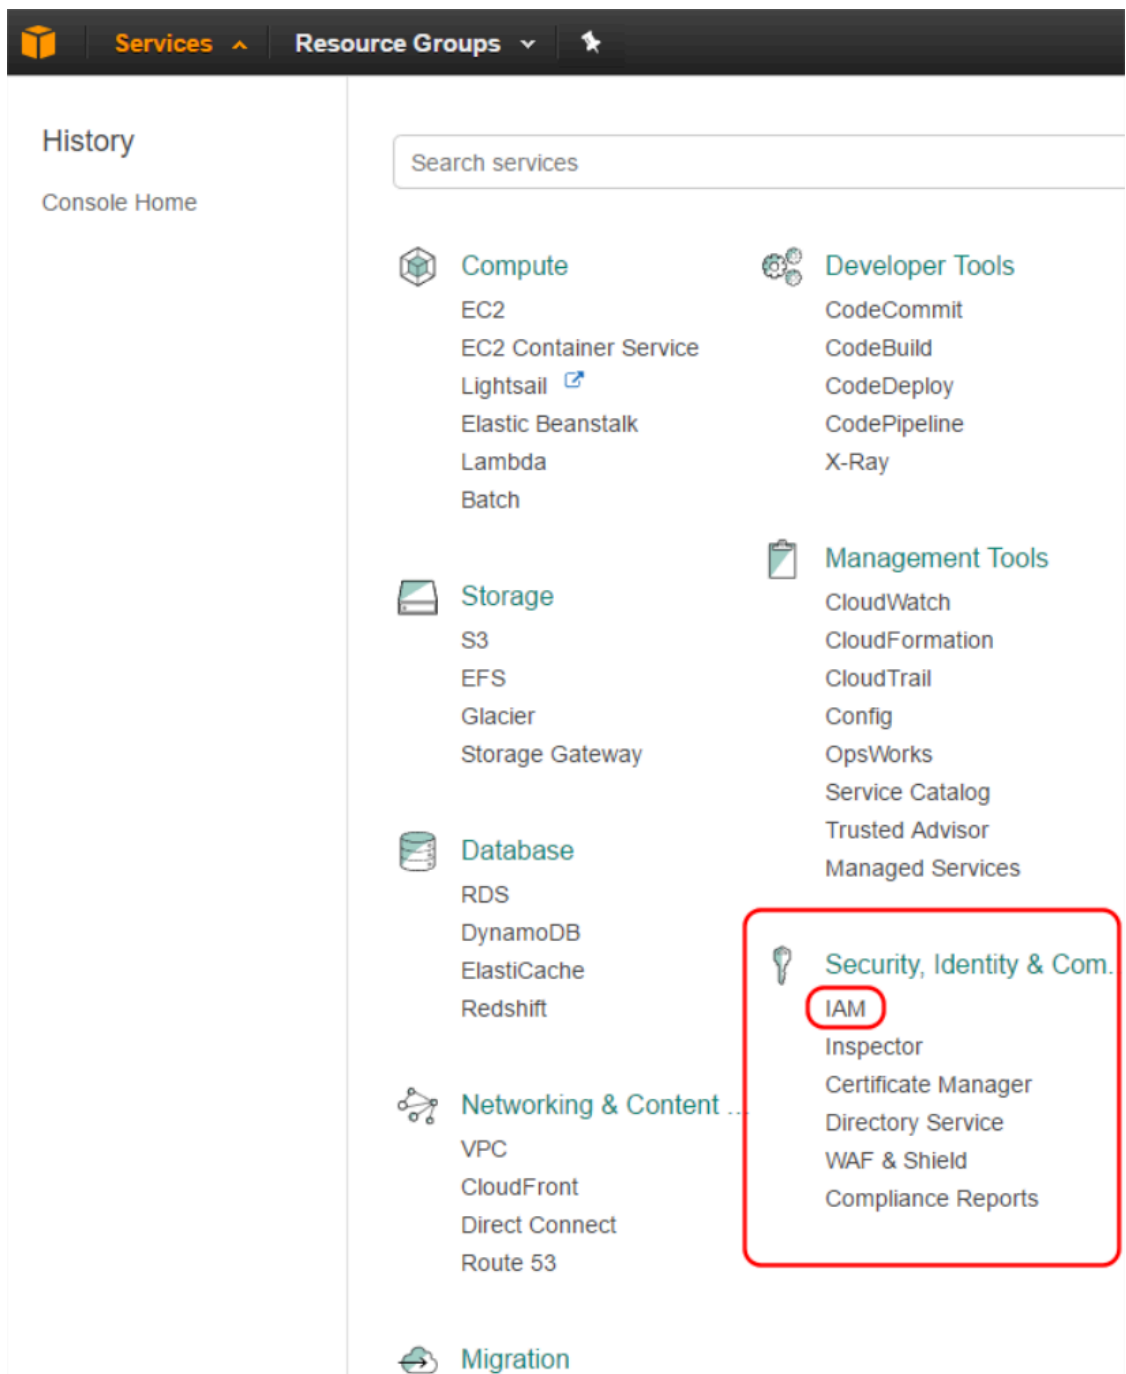 Services
Resource Groups
History
Console Home
Search services
Compute
EC2
EC2 Container Service
Lightsail
Elastic Beanstalk
Lambda
Batch
Storage
S3
EFS
Glacier
Storage Gateway
Database
RDS
DynamoDB
ElastiCache
Redshift
Networking & Content ...
VPC
CloudFront
Direct Connect
Route 53
Migration
Developer Tools
CodeCommit
CodeBuild
CodeDeploy
CodePipeline
X-Ray
Management Tools
CloudWatch
CloudFormation
CloudTrail
Config
OpsWorks
Service Catalog
Trusted Advisor
Managed Services
Security, Identity & Com.
IAM
Inspector
Certificate Manager
Directory Service
WAF & Shield
Compliance Reports